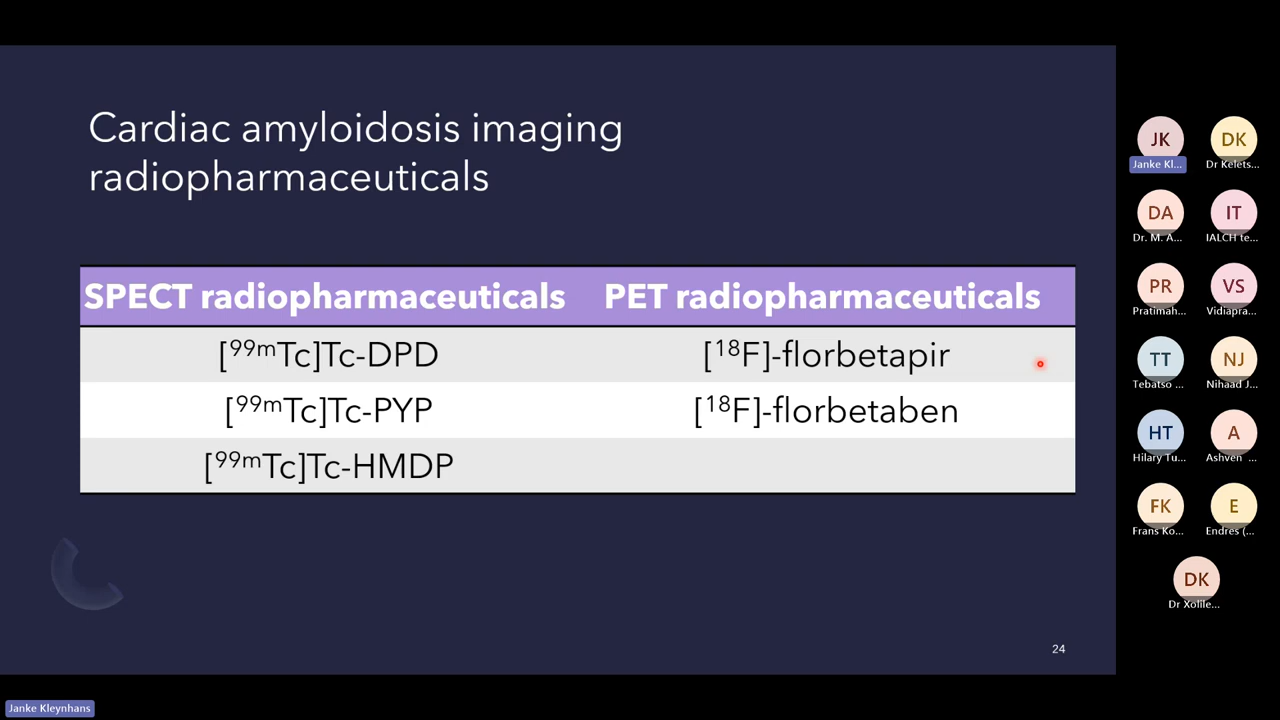 Cardiac amyloidosis imaging
radiopharmaceuticals
SPECT radiopharmaceuticals PET radiopharmaceuticals
[99mTc]Tc-DPD [18F]-florbetapir
[99mTc]Tc-PYP [18F]-florbetaben
[99mTc]Tc-HMDP
24
JK DK
Janke Kl... Dr Kelets...
DA IT
Dr. M. A... IALCH te...
PR VS
Pratimah... Vidiapra...
TT NJ
Tebatso ... Nihaad J...
HT A
Hilary Tu... Ashven ...
FK E
Frans Ko... Endres (...
DK
Dr Xolile...
Janke Kleynhans